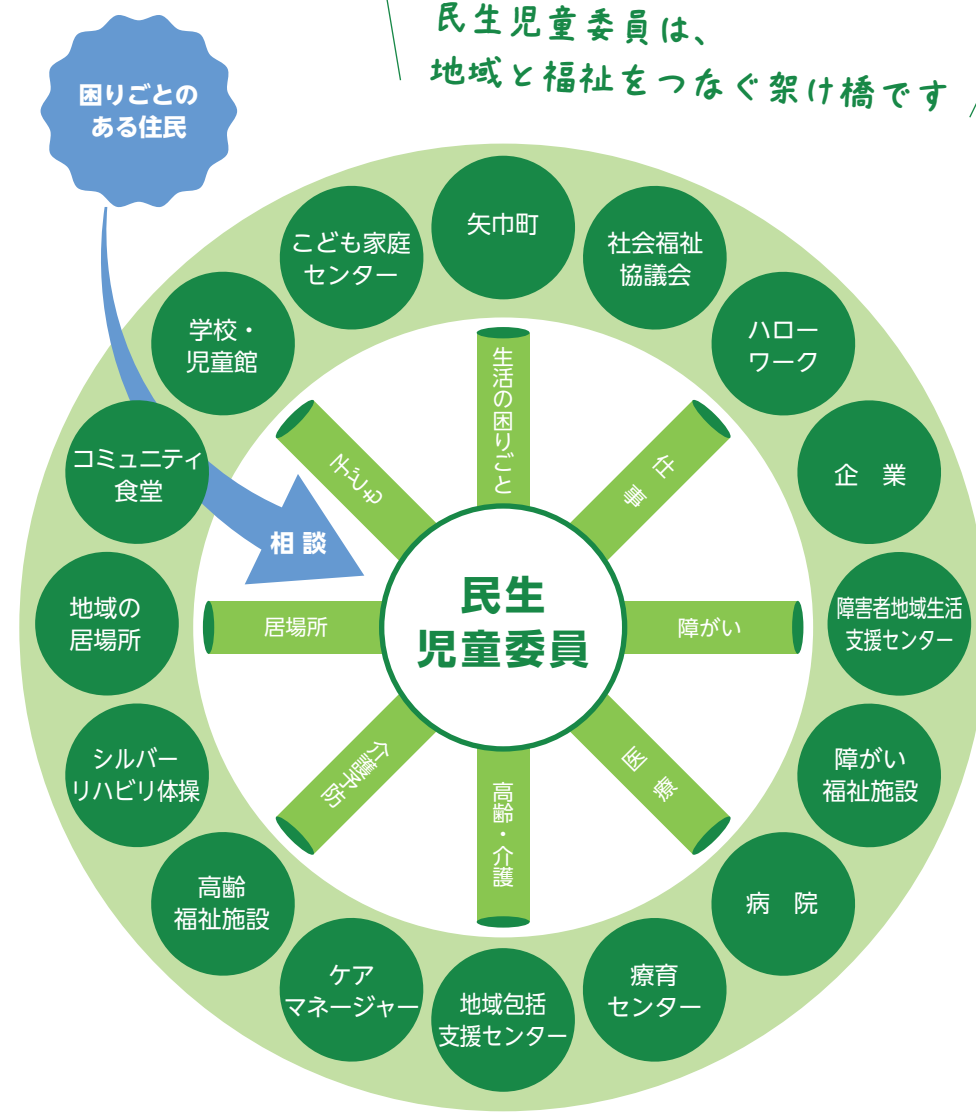 民生児童委員は、
地域と福祉をつなぐ架け橋です
困りごとの
ある住民
矢巾町
社会福祉
協議会
ハロー
ワーク
企　業
障害者地域生活
支援センター
障がい
福祉施設
病　院
療育
センター
地域包括
支援センター
ケア
マネージャー
高齢
福祉施設
シルバー
リハビリ体操
地域の
居場所
コミュニティ
食堂
学校・
児童館
こども家庭
センター
相 談
生活の困りごと
仕事
障がい
医療
高齢・介護
介護予防
居場所
子ども
民生
児童委員